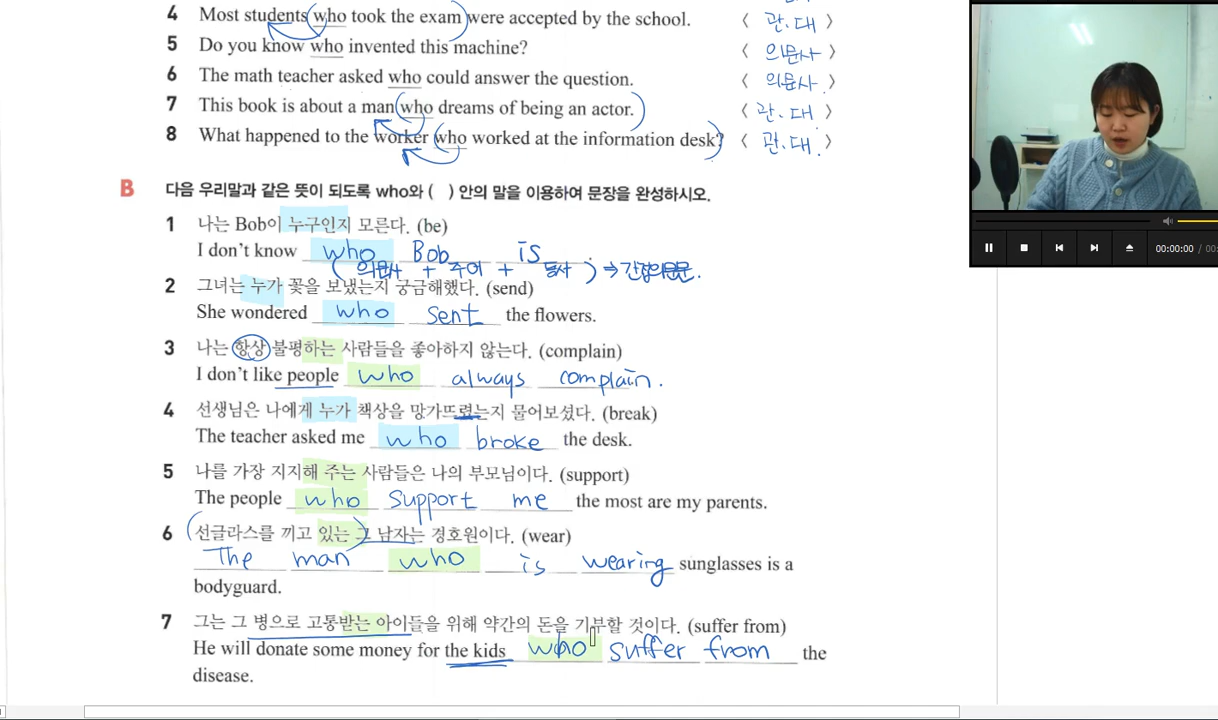 4 Most students who took the exam were accepted by the school. < 관.대 >
5 Do you know who invented this machine? < 의문사 >
6 The math teacher asked who could answer the question. < 의문사 >
7 This book is about a man who dreams of being an actor. < 관.대 >
8 What happened to the worker who worked at the information desk? < 관.대 >
B 다음 우리말과 같은 뜻이 되도록 who와 ( ) 안의 말을 이용하여 문장을 완성하시오.
1 나는 Bob이 누구인지 모른다. (be)
I don't know who Bob is .
( 의문사 + 주어 + 동사 ) ⇒ 간접의문문.
2 그녀는 누가 꽃을 보냈는지 궁금해했다. (send)
She wondered who sent the flowers.
3 나는 항상 불평하는 사람들을 좋아하지 않는다. (complain)
I don't like people who always complain.
4 선생님은 나에게 누가 책상을 망가뜨렸는지 물어보셨다. (break)
The teacher asked me who broke the desk.
5 나를 가장 지지해 주는 사람들은 나의 부모님이다. (support)
The people who support me the most are my parents.
6 (선글라스를 끼고 있는) 그 남자는 경호원이다. (wear)
The man who is wearing sunglasses is a
bodyguard.
7 그는 그 병으로 고통받는 아이들을 위해 약간의 돈을 기부할 것이다. (suffer from)
He will donate some money for the kids who suffer from the
disease.
00:00:00